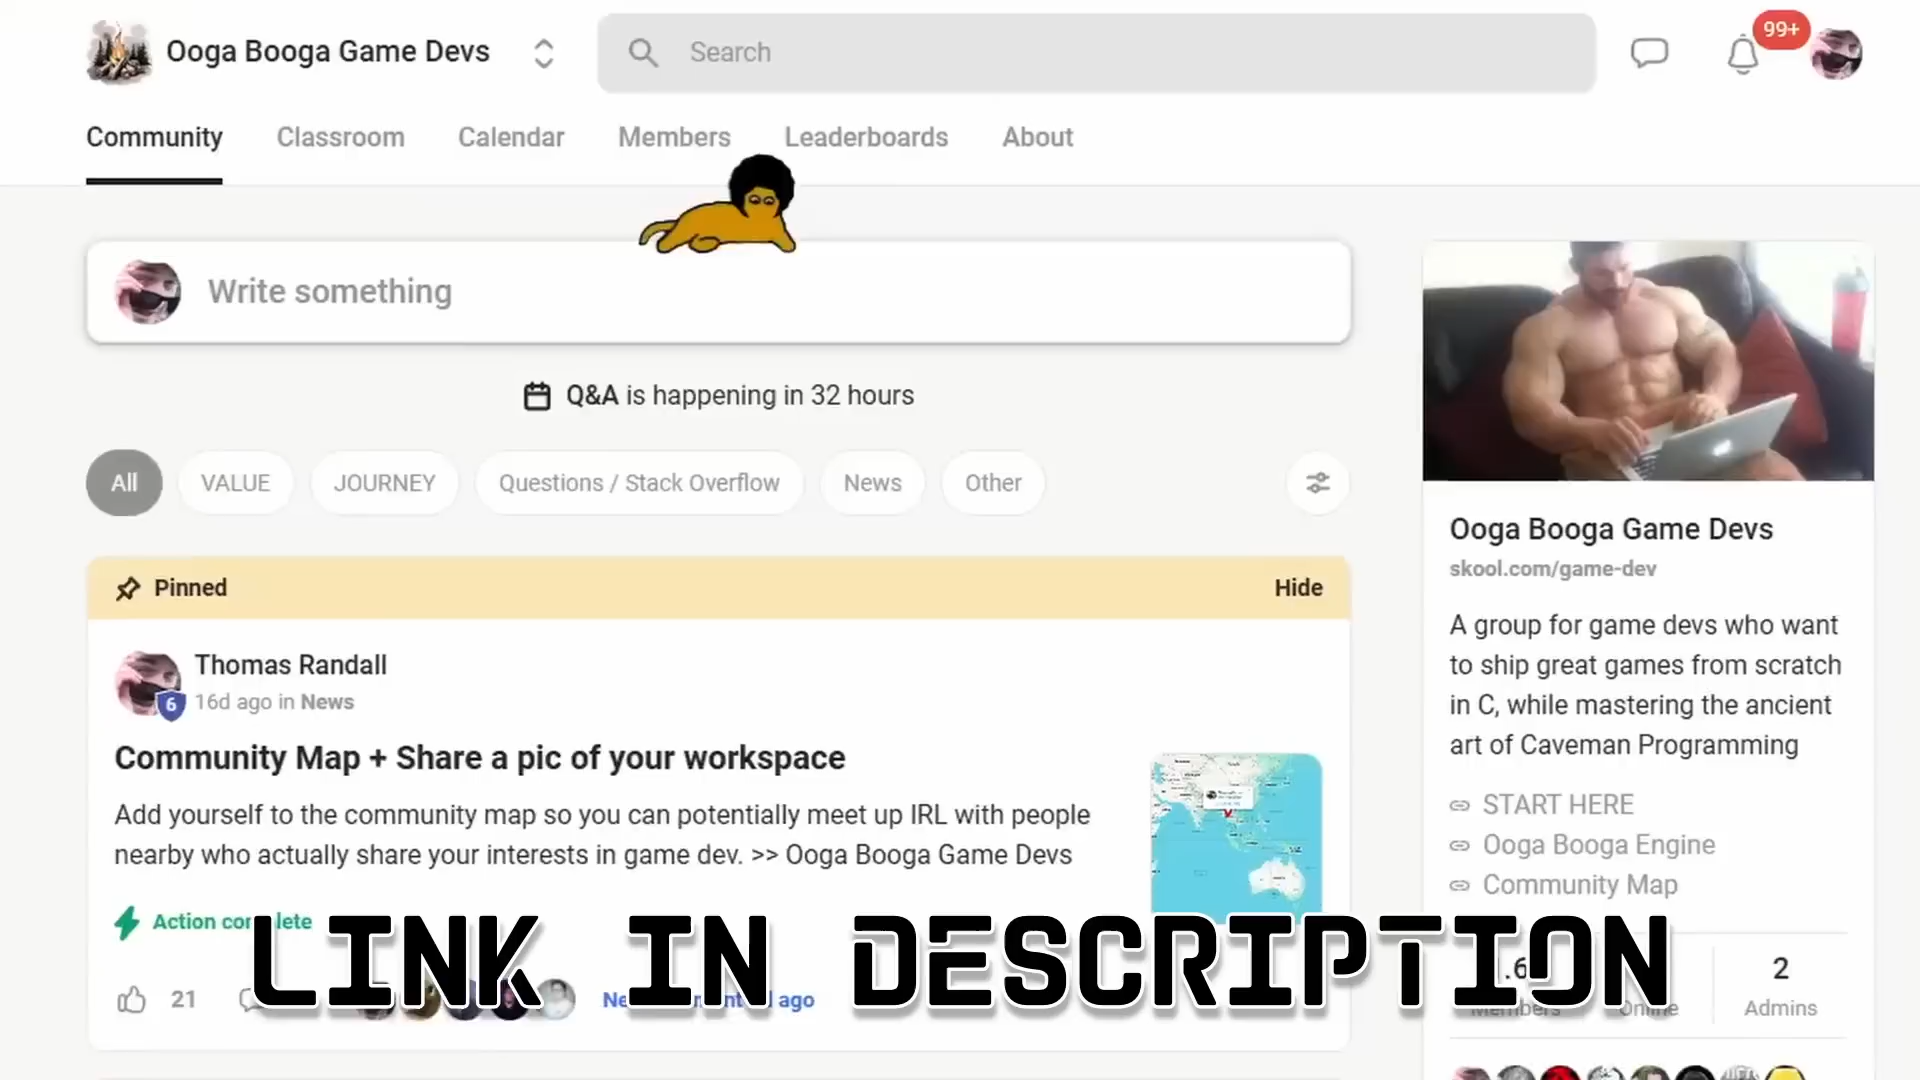 Ooga Booga Game Devs
Search
99+
Community
Classroom
Calendar
Members
Leaderboards
About
Write something
Q&A is happening in 32 hours
All
VALUE
JOURNEY
Questions / Stack Overflow
News
Other
Pinned
Hide
Thomas Randall
6
16d ago in News
Community Map + Share a pic of your workspace
Add yourself to the community map so you can potentially meet up IRL with people
nearby who actually share your interests in game dev. >> Ooga Booga Game Devs
Action complete
21
ago
Ooga Booga Game Devs
skool.com/game-dev
A group for game devs who want
to ship great games from scratch
in C, while mastering the ancient
art of Caveman Programming
START HERE
Ooga Booga Engine
Community Map
Members
Online
2
Admins
LINK IN DESCRIPTION